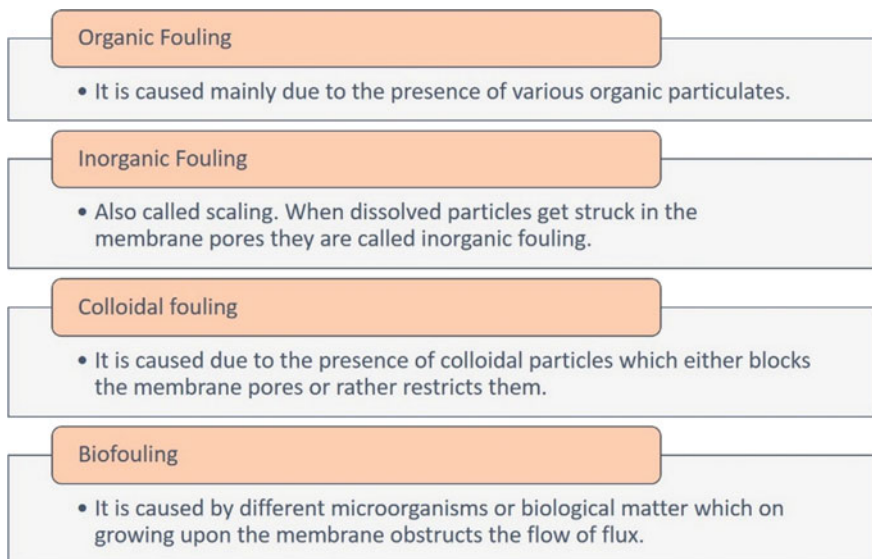 Organic Fouling
• It is caused mainly due to the presence of various organic particulates.
Inorganic Fouling
• Also called scaling. When dissolved particles get struck in the
membrane pores they are called inorganic fouling.
Colloidal fouling
• It is caused due to the presence of colloidal particles which either blocks
the membrane pores or rather restricts them.
Biofouling
• It is caused by different microorganisms or biological matter which on
growing upon the membrane obstructs the flow of flux.